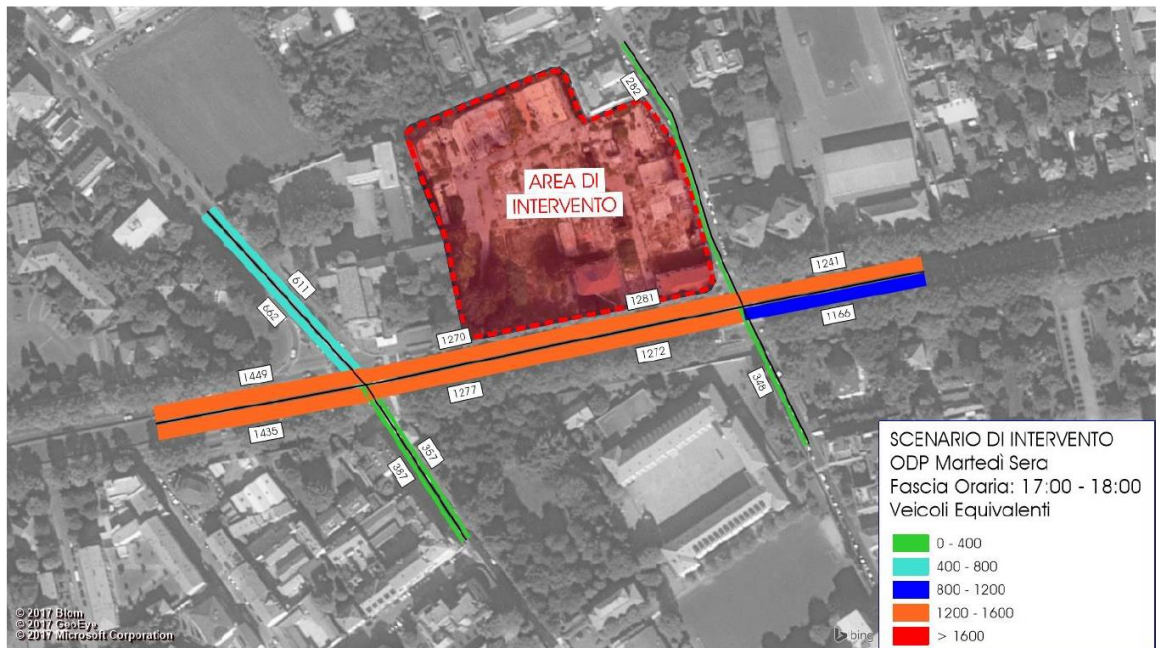 282
AREA DI
INTERVENTO
611
662
1241
1281
1166
1270
1272
1449
1277
348
1435
357
387
SCENARIO DI INTERVENTO
ODP Martedì Sera
Fascia Oraria: 17:00 - 18:00
Veicoli Equivalenti
0 - 400
400 - 800
800 - 1200
1200 - 1600
> 1600
© 2017 Blom
© 2017 GeoEye
© 2017 Microsoft Corporation
bing